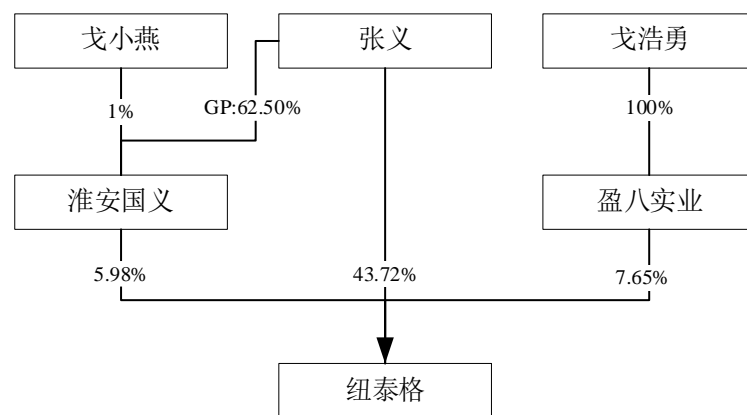 戈小燕
张义
戈浩勇
1%
GP:62.50%
100%
淮安国义
盈八实业
5.98%
43.72%
7.65%
纽泰格